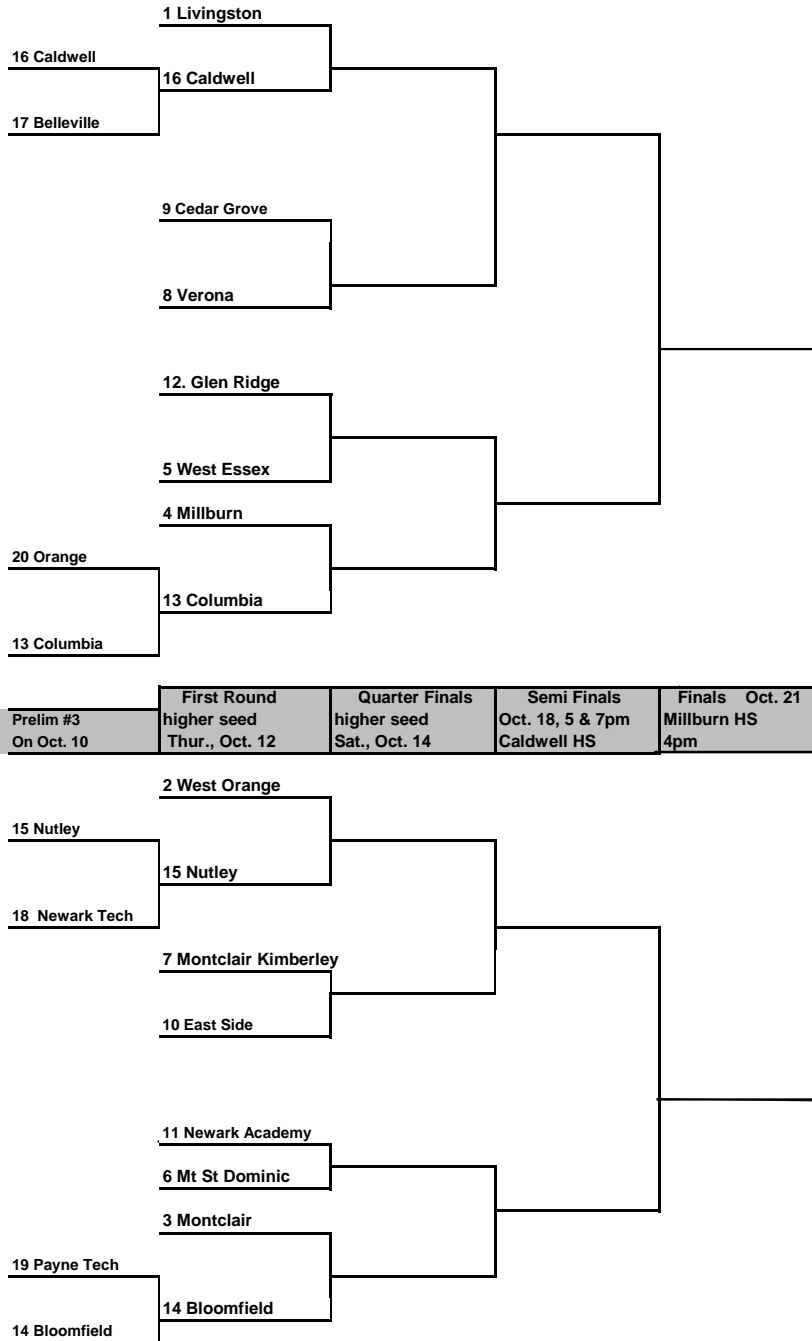 1 Livingston
16 Caldwell
16 Caldwell
17 Belleville
9 Cedar Grove
8 Verona
12. Glen Ridge
5 West Essex
4 Millburn
20 Orange
13 Columbia
13 Columbia
First Round Quarter Finals Semi Finals Finals Oct. 21
Prelim #3 higher seed higher seed Oct. 18, 5 & 7pm Millburn HS
On Oct. 10 Thur., Oct. 12 Sat., Oct. 14 Caldwell HS 4pm
2 West Orange
15 Nutley
15 Nutley
18 Newark Tech
7 Montclair Kimberley
10 East Side
11 Newark Academy
6 Mt St Dominic
3 Montclair
19 Payne Tech
14 Bloomfield
14 Bloomfield